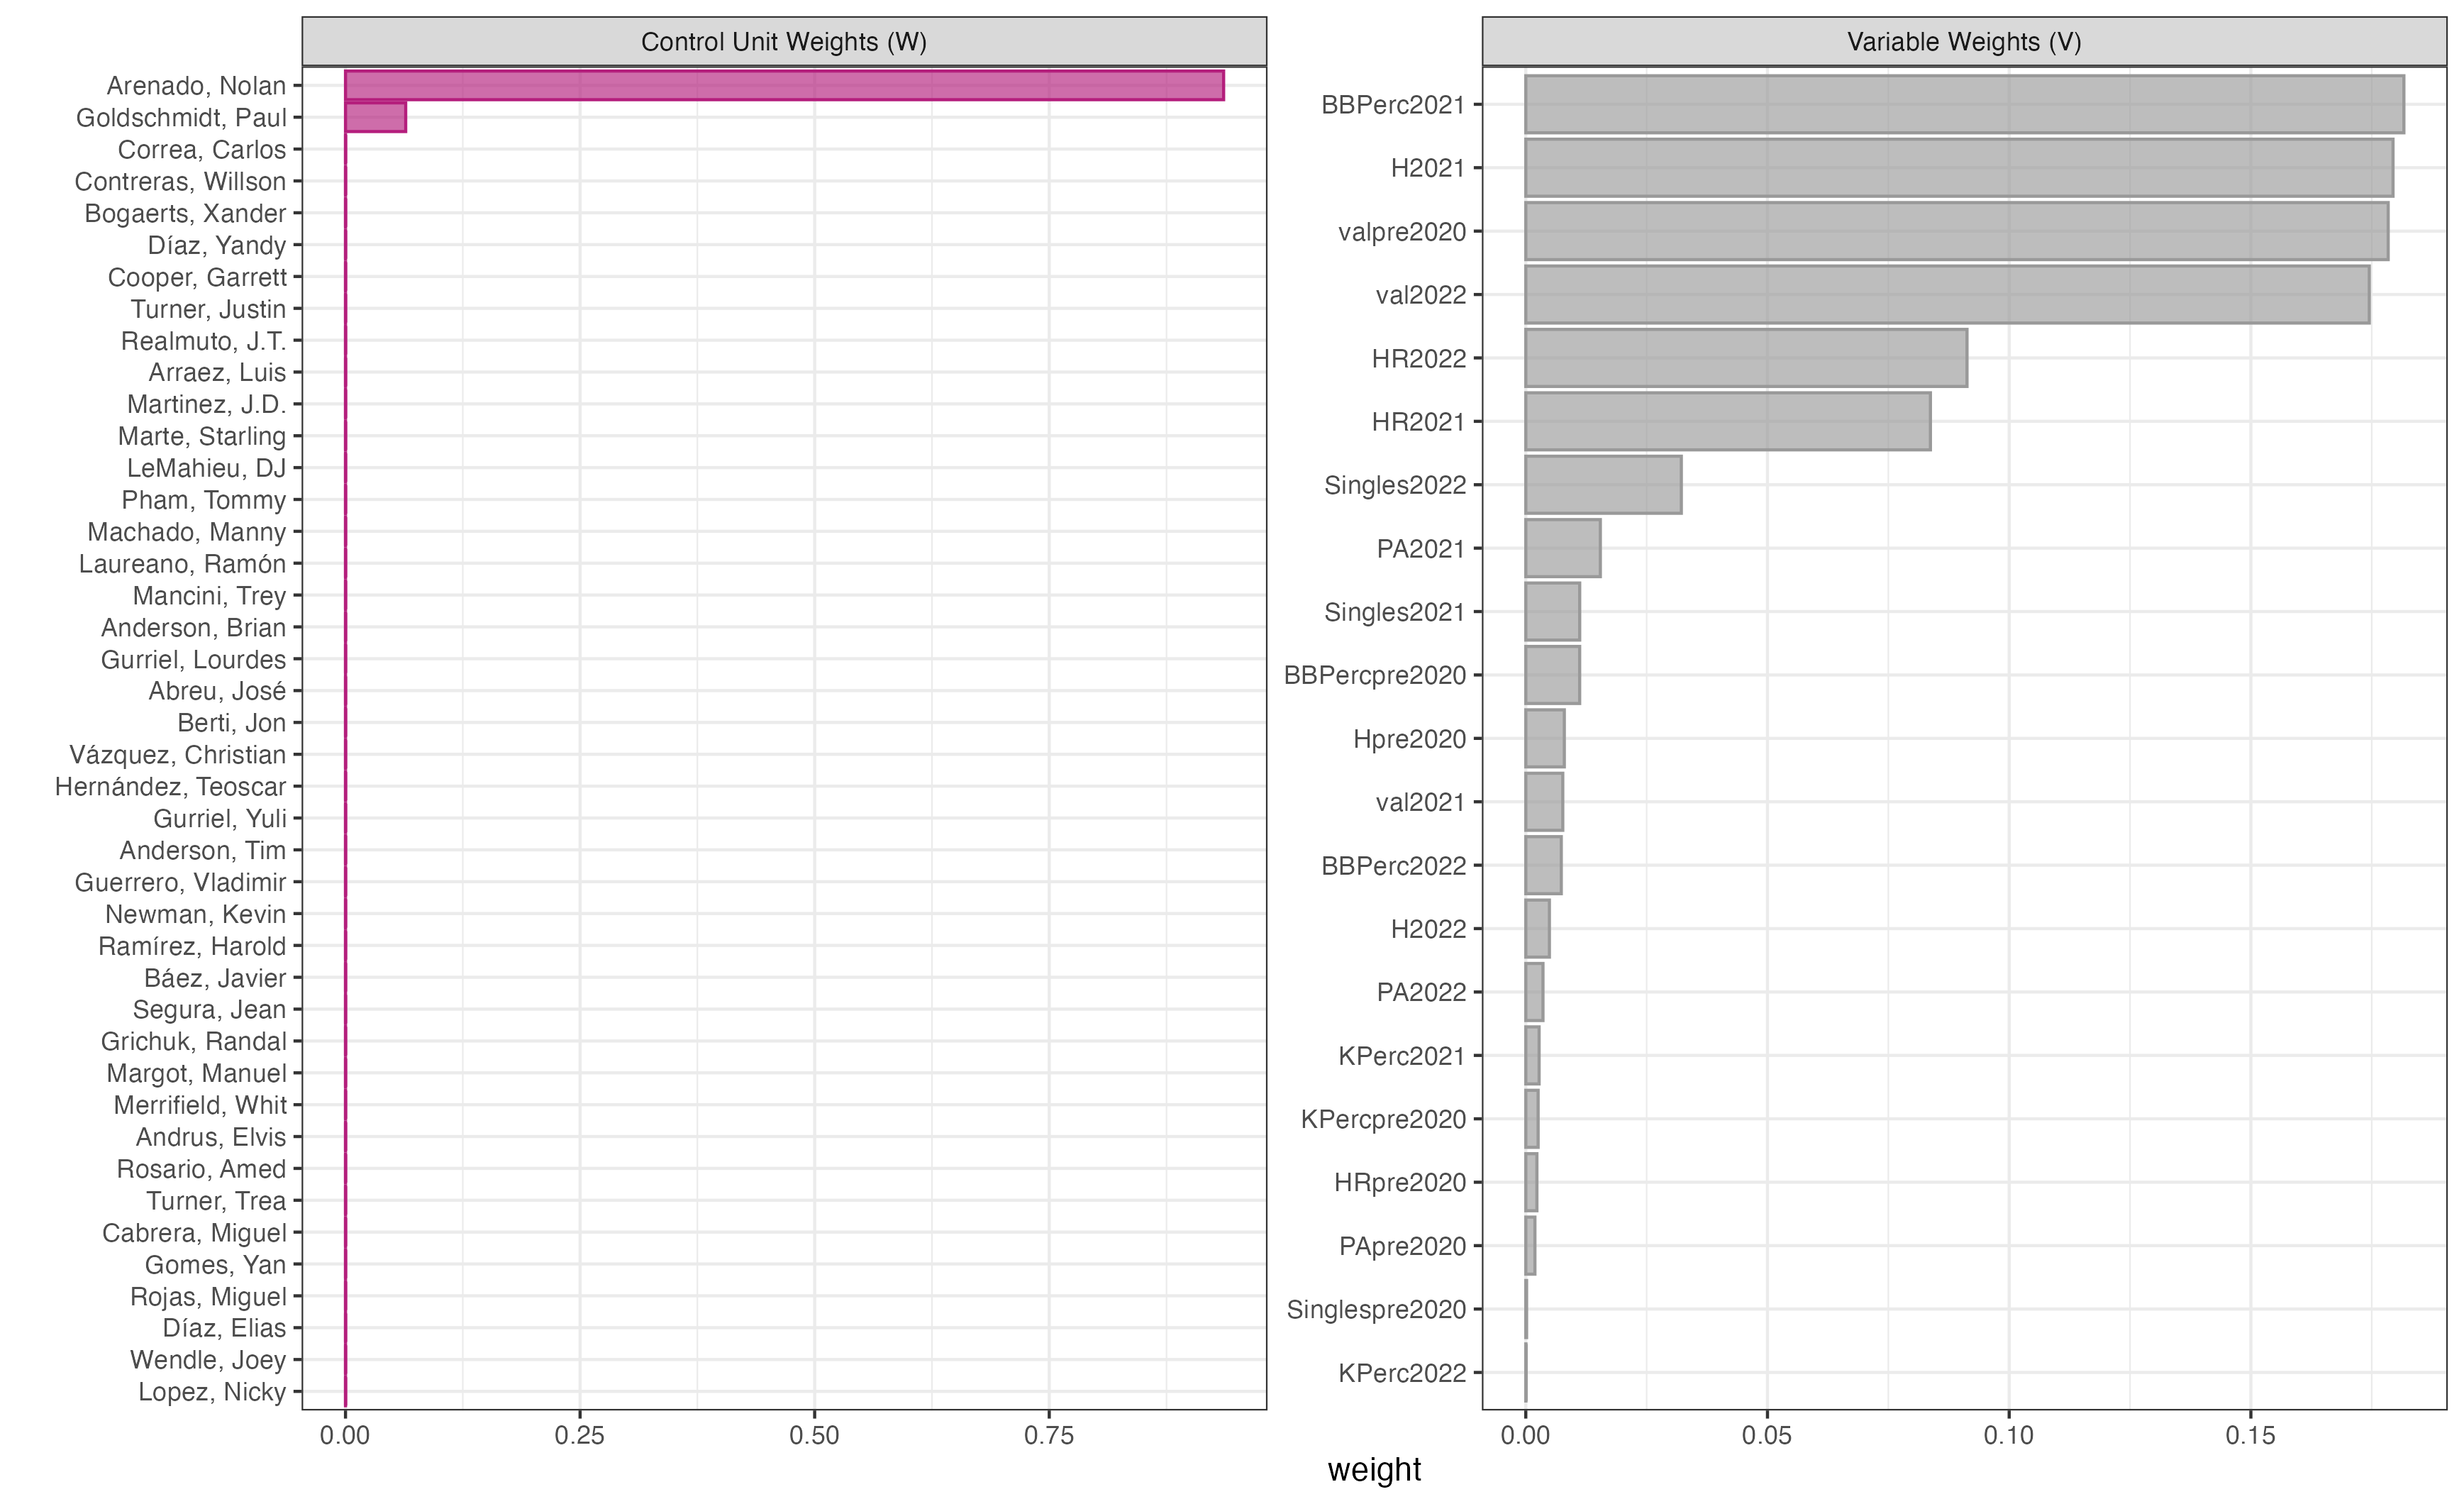 Control Unit Weights (W)
Arenado, Nolan
Goldschmidt, Paul
Correa, Carlos
Contreras, Willson
Bogaerts, Xander
Díaz, Yandy
Cooper, Garrett
Turner, Justin
Realmuto, J.T.
Arraez, Luis
Martinez, J.D.
Marte, Starling
LeMahieu, DJ
Pham, Tommy
Machado, Manny
Laureano, Ramón
Mancini, Trey
Anderson, Brian
Gurriel, Lourdes
Abreu, José
Berti, Jon
Vázquez, Christian
Hernández, Teoscar
Gurriel, Yuli
Anderson, Tim
Guerrero, Vladimir
Newman, Kevin
Ramírez, Harold
Báez, Javier
Segura, Jean
Grichuk, Randal
Margot, Manuel
Merrifield, Whit
Andrus, Elvis
Rosario, Amed
Turner, Trea
Cabrera, Miguel
Gomes, Yan
Rojas, Miguel
Díaz, Elias
Wendle, Joey
Lopez, Nicky
0.00 0.25 0.50 0.75
Variable Weights (V)
BBPerc2021
H2021
valpre2020
val2022
HR2022
HR2021
Singles2022
PA2021
Singles2021
BBPercpre2020
Hpre2020
val2021
BBPerc2022
H2022
PA2022
KPerc2021
KPercpre2020
HRpre2020
PApre2020
Singlespre2020
KPerc2022
0.00 0.05 0.10 0.15
weight